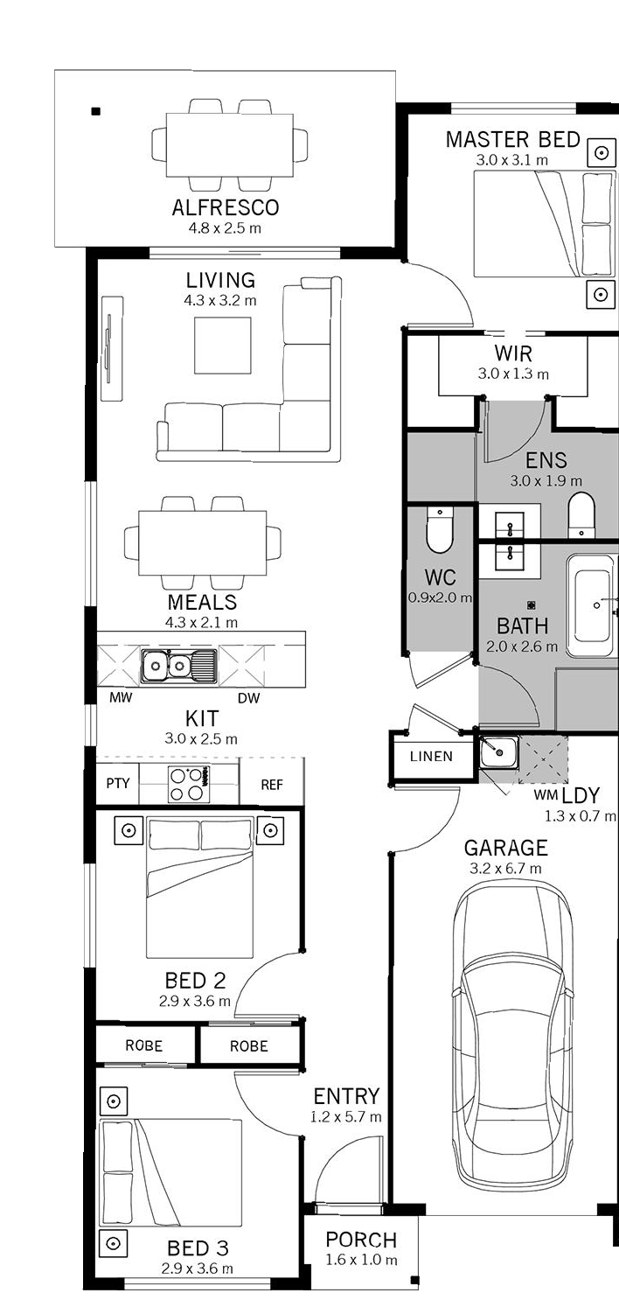 MASTER BED
3.0 x 3.1 m
ALFRESCO
4.8 x 2.5 m
LIVING
4.3 x 3.2 m
WIR
3.0 x 1.3 m
ENS
3.0 x 1.9 m
WC
0.9x2.0 m
MEALS
4.3 x 2.1 m
BATH
2.0 x 2.6 m
MW
DW
KIT
3.0 x 2.5 m
LINEN
PTY
REF
WM
LDY
1.3 x 0.7 m
GARAGE
3.2 x 6.7 m
BED 2
2.9 x 3.6 m
ROBE
ROBE
ENTRY
1.2 x 5.7 m
BED 3
2.9 x 3.6 m
PORCH
1.6 x 1.0 m